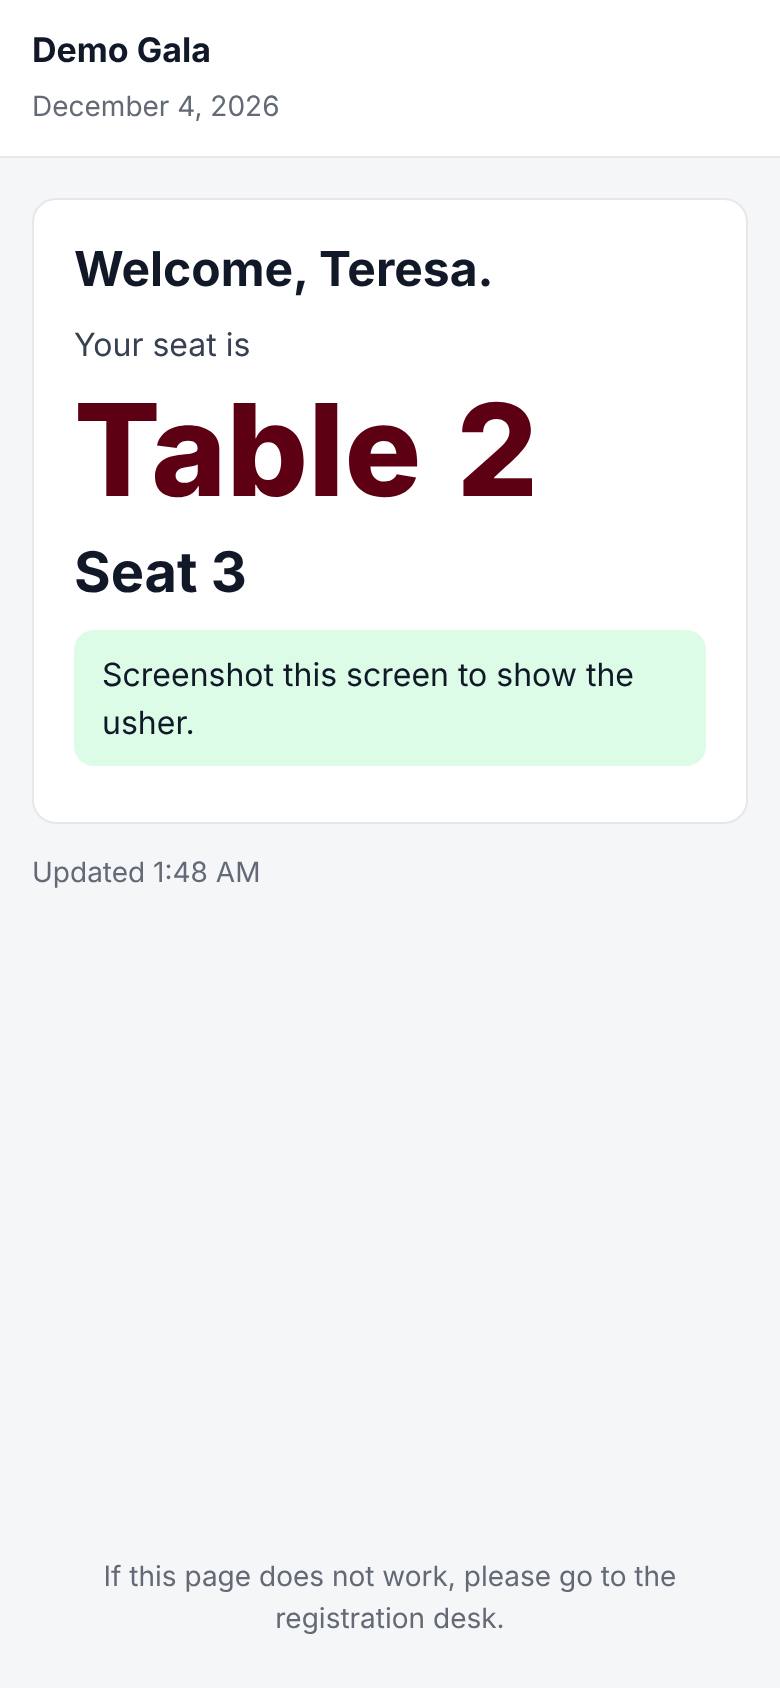 Demo Gala
December 4, 2026
Welcome, Teresa.
Your seat is
Table 2
Seat 3
Screenshot this screen to show the
usher.
Updated 1:48 AM
If this page does not work, please go to the
registration desk.